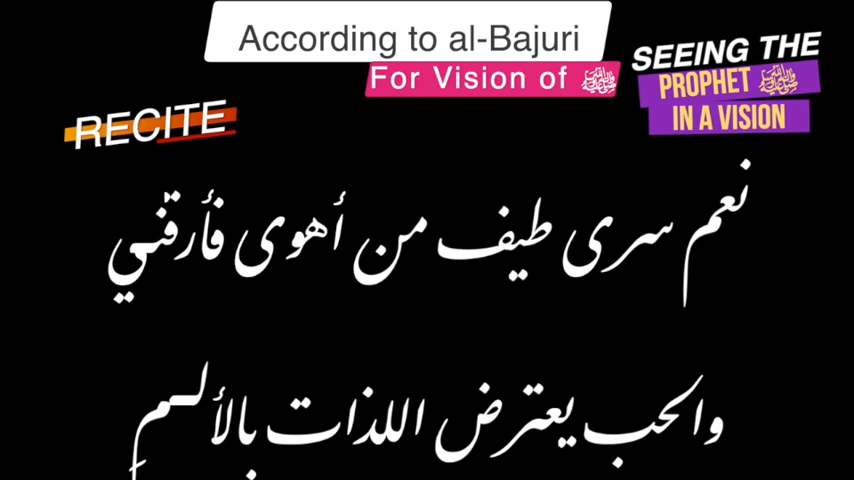 According to al-Bajuri
For Vision of ﷺ
SEEING THE
PROPHET ﷺ
IN A VISION
RECITE
نعم سرى طيف من أهوى فأرقني
والحب يعترض اللذات بالألـمِ